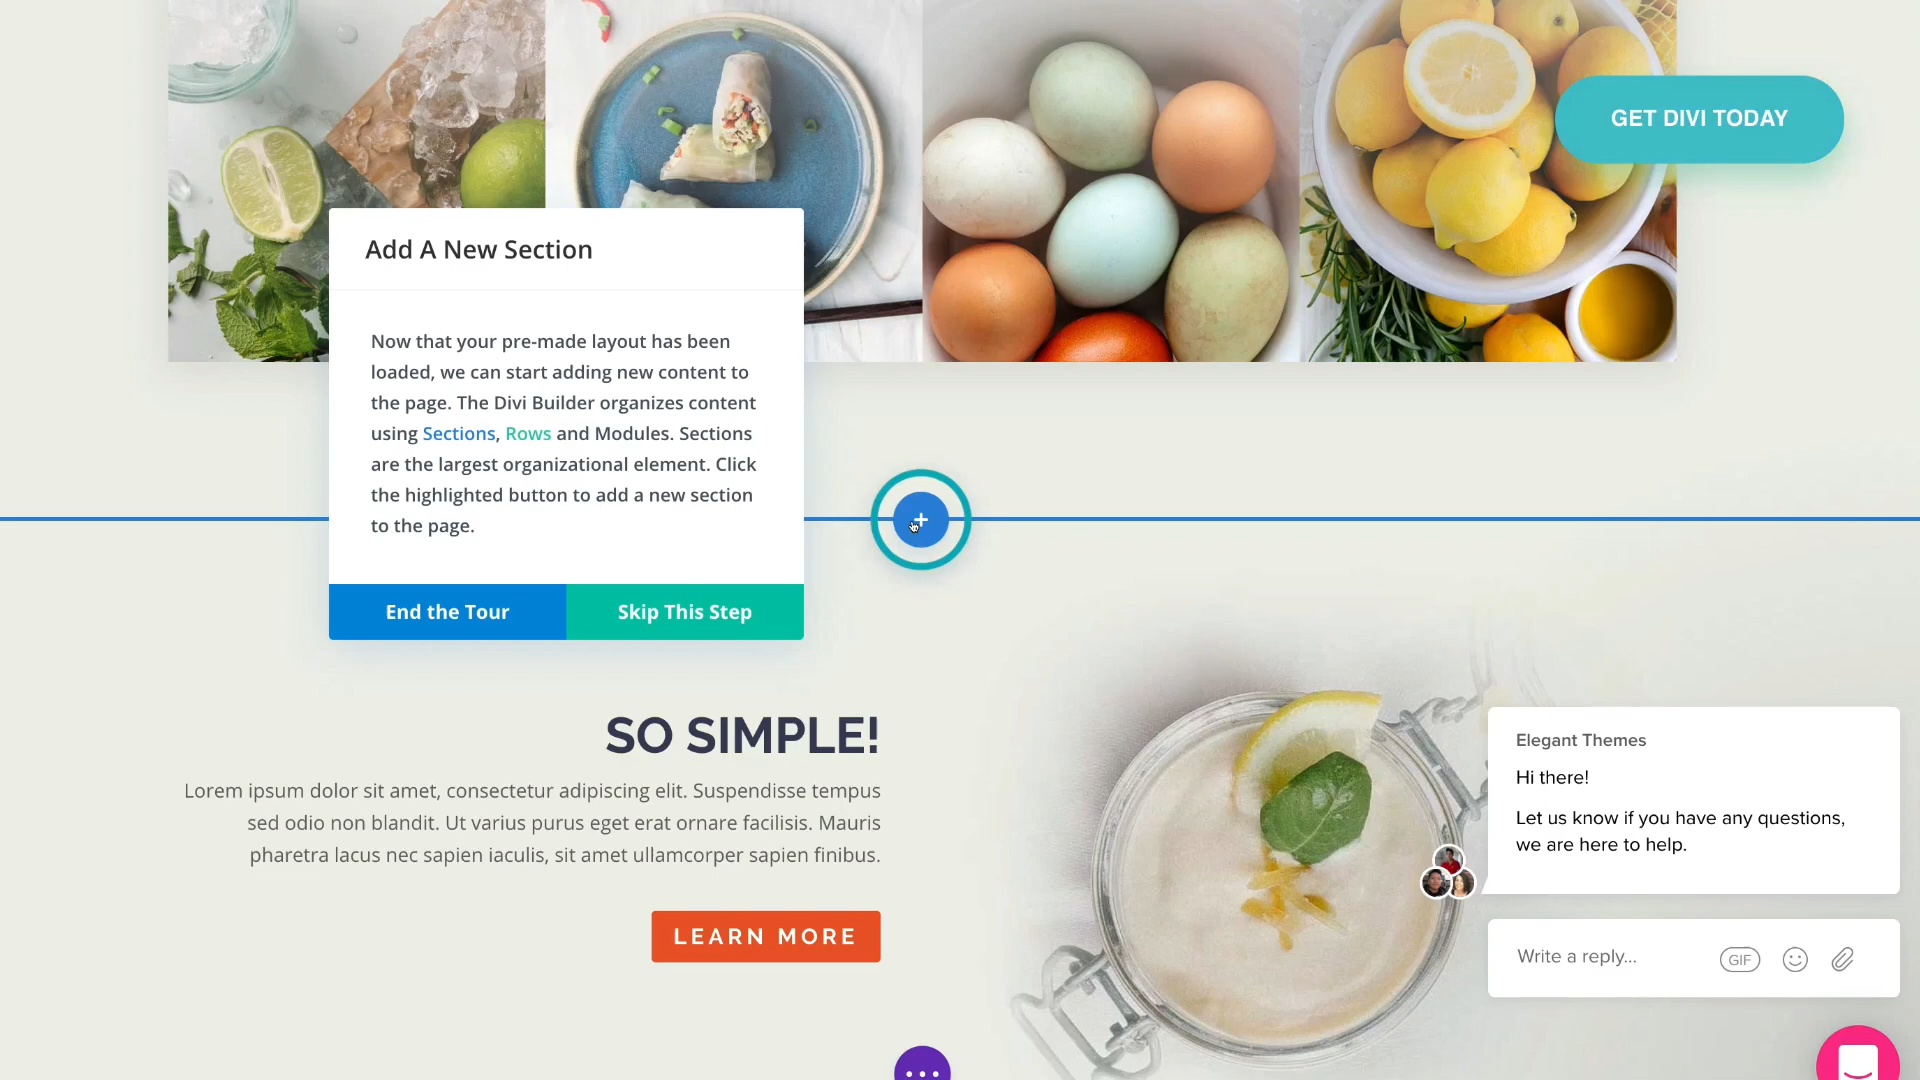 GET DIVI TODAY
Add A New Section
Now that your pre-made layout has been
loaded, we can start adding new content to
the page. The Divi Builder organizes content
using Sections, Rows and Modules. Sections
are the largest organizational element. Click
the highlighted button to add a new section
to the page.
End the Tour
Skip This Step
SO SIMPLE!
Lorem ipsum dolor sit amet, consectetur adipiscing elit. Suspendisse tempus
sed odio non blandit. Ut varius purus eget erat ornare facilisis. Mauris
pharetra lacus nec sapien iaculis, sit amet ullamcorper sapien finibus.
LEARN MORE
Elegant Themes
Hi there!
Let us know if you have any questions,
we are here to help.
Write a reply...
GIF